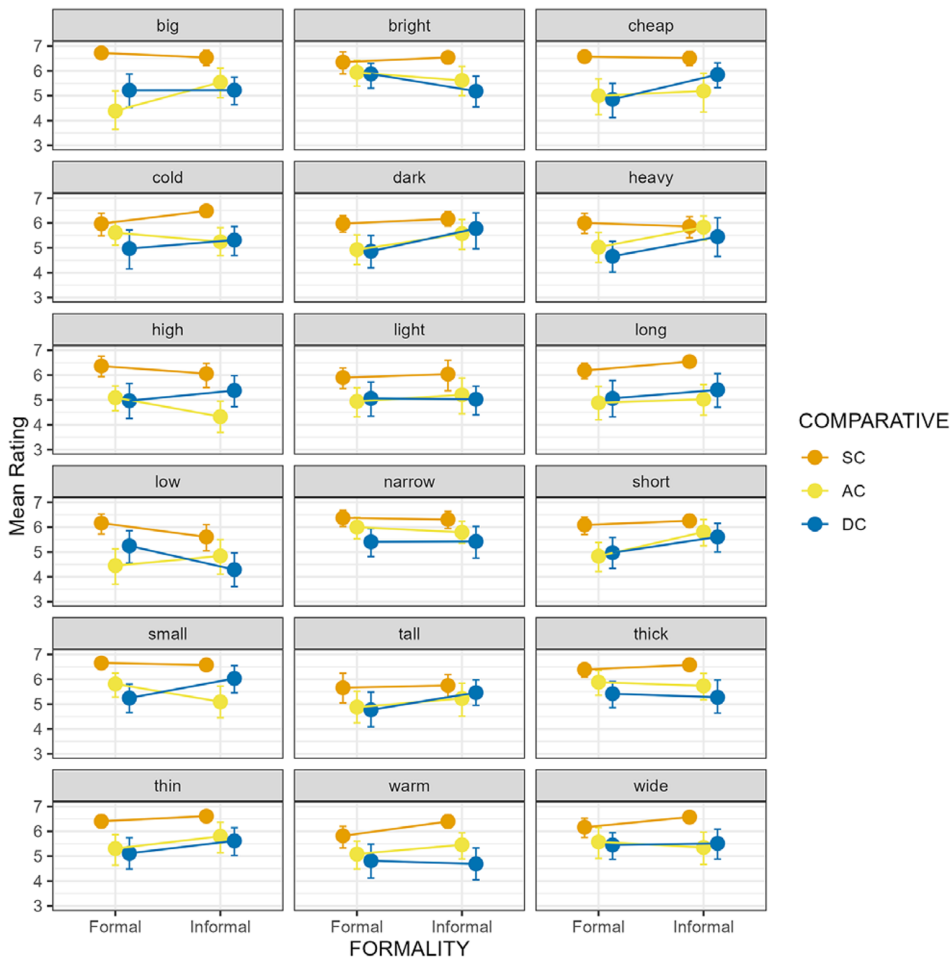 big bright cheap
7
6
5
4
3
cold dark heavy
7
6
5
4
3
high light long
7
6
5
4
3
low narrow short
7
6
5
4
3
small tall thick
7
6
5
4
3
thin warm wide
7
6
5
4
3
Formal Informal Formal Informal Formal Informal
FORMALITY
Mean Rating
COMPARATIVE
SC
AC
DC